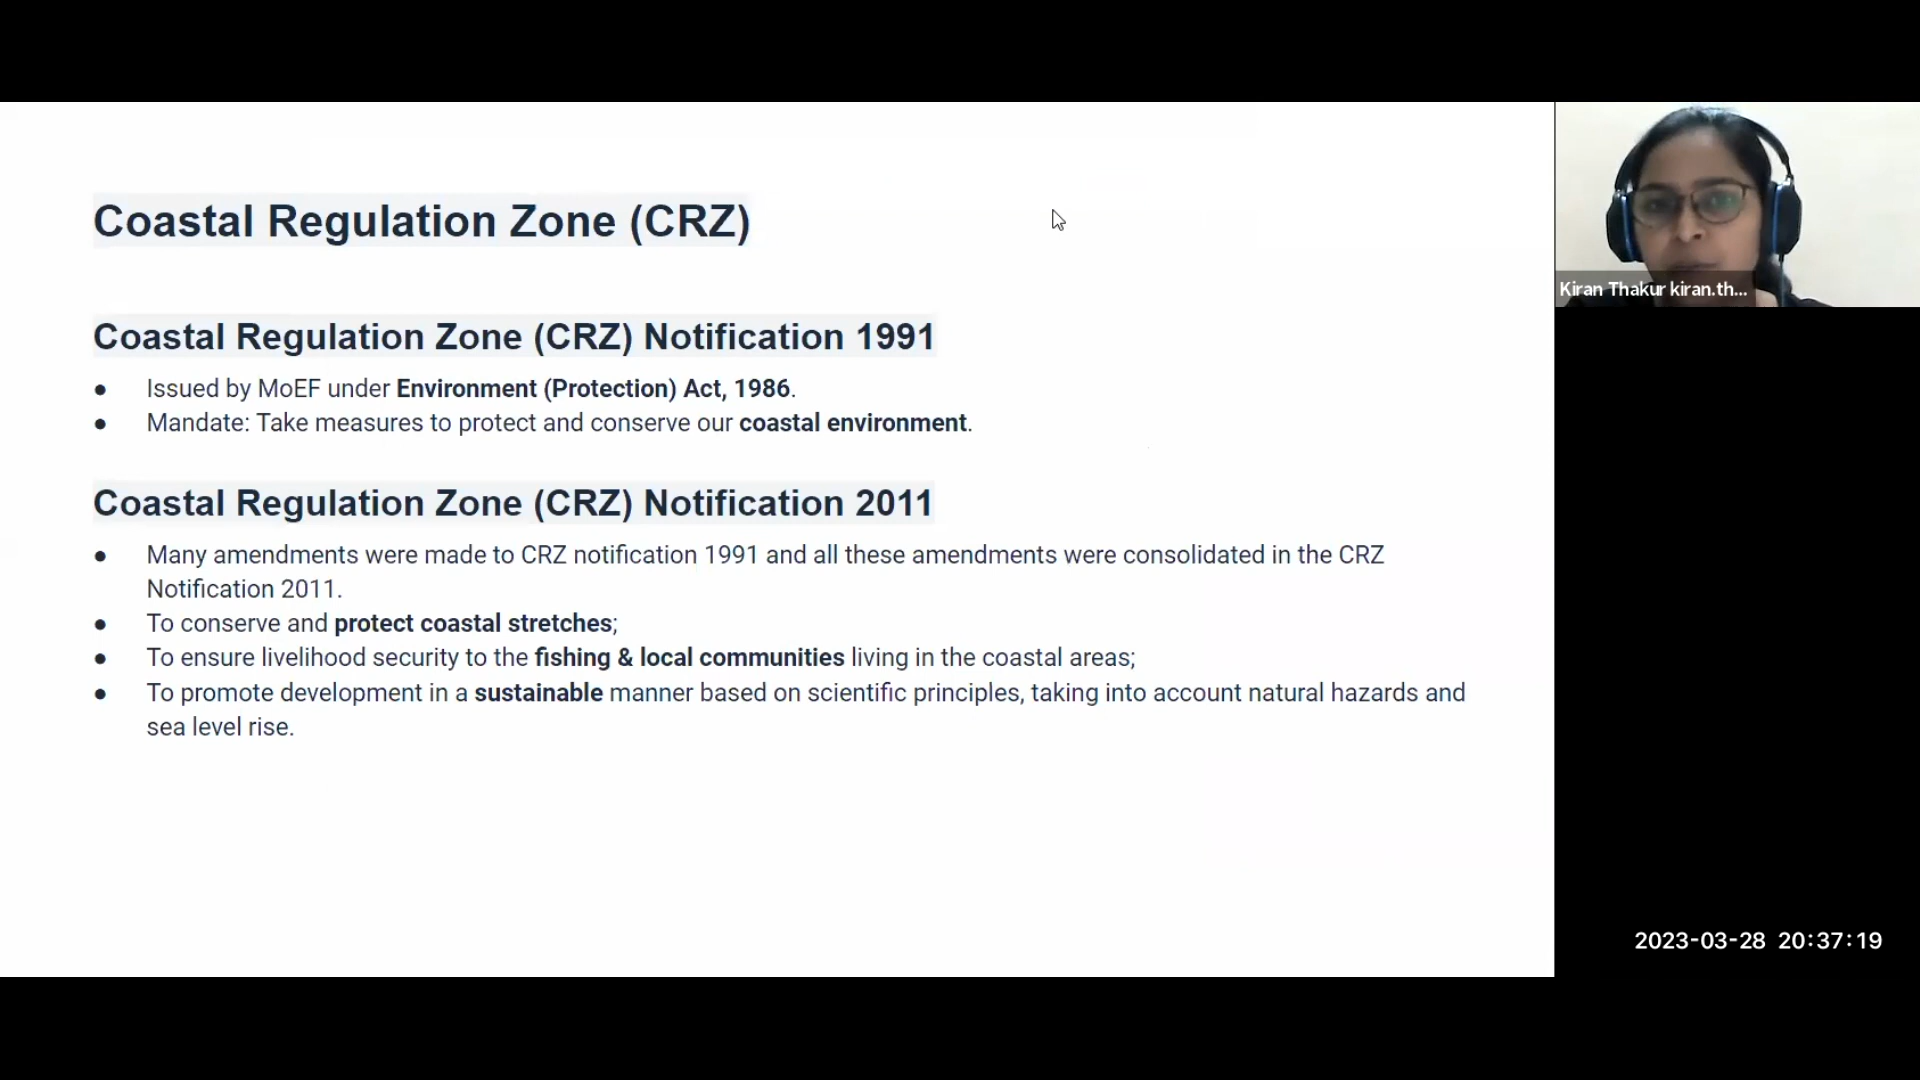 Coastal Regulation Zone (CRZ)
Coastal Regulation Zone (CRZ) Notification 1991
● Issued by MoEF under Environment (Protection) Act, 1986.
● Mandate: Take measures to protect and conserve our coastal environment.
Coastal Regulation Zone (CRZ) Notification 2011
● Many amendments were made to CRZ notification 1991 and all these amendments were consolidated in the CRZ
Notification 2011.
● To conserve and protect coastal stretches;
● To ensure livelihood security to the fishing & local communities living in the coastal areas;
● To promote development in a sustainable manner based on scientific principles, taking into account natural hazards and
sea level rise.
Kiran Thakur kiran.th...
2023-03-28 20:37:19